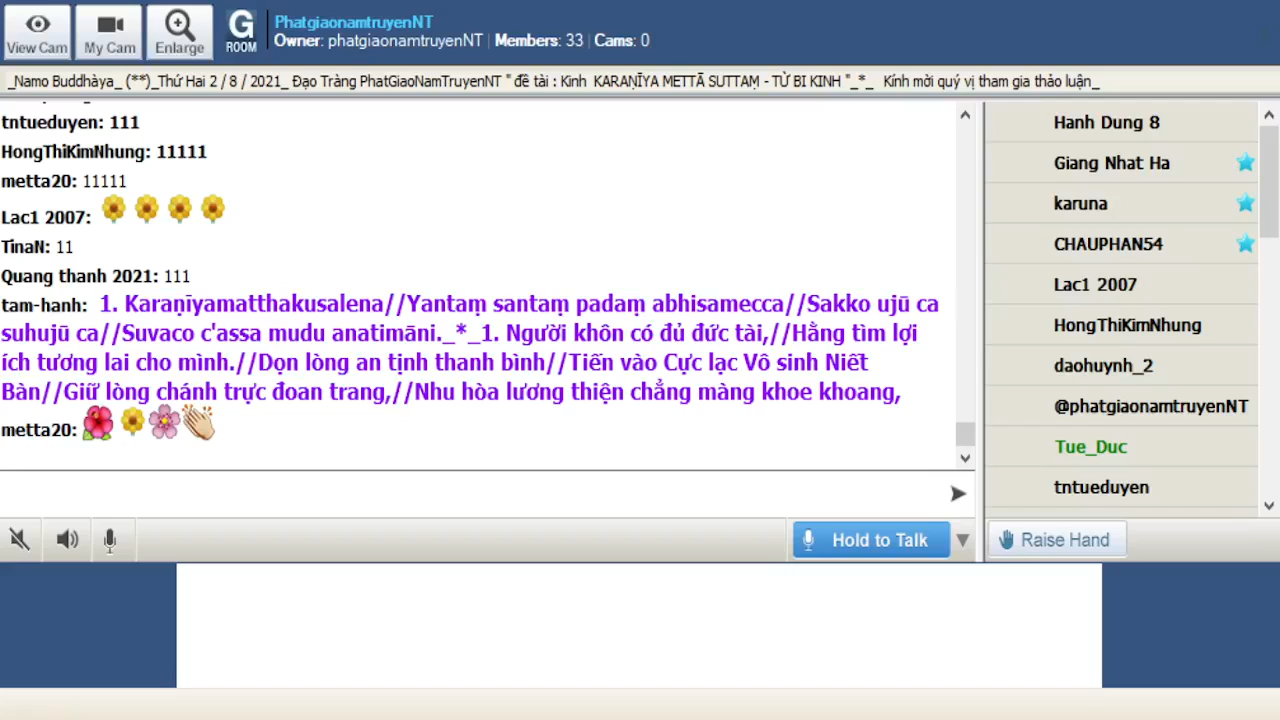 View Cam
My Cam
Enlarge
G
ROOM
PhatgiaonamtruyenNT
Owner: phatgiaonamtruyenNT | Members: 33 | Cams: 0
_Namo Buddhàya_ (**)_Thứ Hai 2 / 8 / 2021_ Đạo Tràng PhatGiaoNamTruyenNT " đề tài : Kinh KARAṆĪYA METTĀ SUTTAṂ - TỪ BI KINH "_*_ Kính mời quý vị tham gia thảo luận_
tntueduyen: 111
HongThiKimNhung: 11111
metta20: 11111
Lac1 2007:
TinaN: 11
Quang thanh 2021: 111
tam-hanh: 1. Karaṇīyamatthakusalena//Yantaṃ santaṃ padaṃ abhisamecca//Sakko ujū ca
suhujū ca//Suvaco c'assa mudu anatimāni._*_1. Người khôn có đủ đức tài,//Hằng tìm lợi
ích tương lai cho mình.//Dọn lòng an tịnh thanh bình//Tiến vào Cực lạc Vô sinh Niết
Bàn//Giữ lòng chánh trực đoan trang,//Nhu hòa lương thiện chẳng màng khoe khoang,
metta20:
Hanh Dung 8
Giang Nhat Ha
karuna
CHAUPHAN54
Lac1 2007
HongThiKimNhung
daohuynh_2
@phatgiaonamtruyenNT
Tue_Duc
tntueduyen
Hold to Talk
Raise Hand